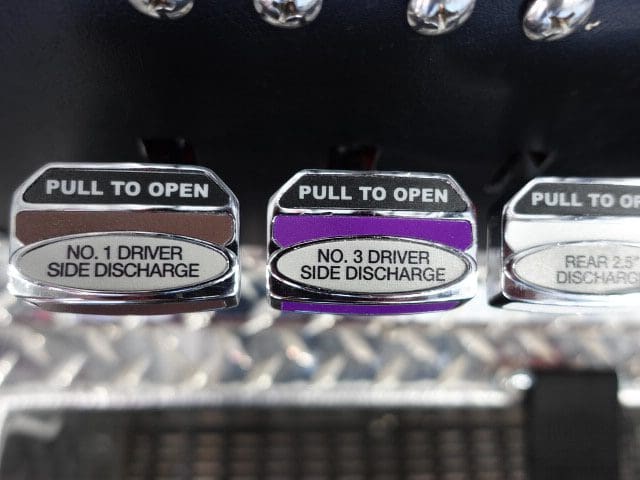 PULL TO OPEN
NO. 1 DRIVER
SIDE DISCHARGE
PULL TO OPEN
NO. 3 DRIVER
SIDE DISCHARGE
PULL TO O
REAR 2.5"
DISCHARG